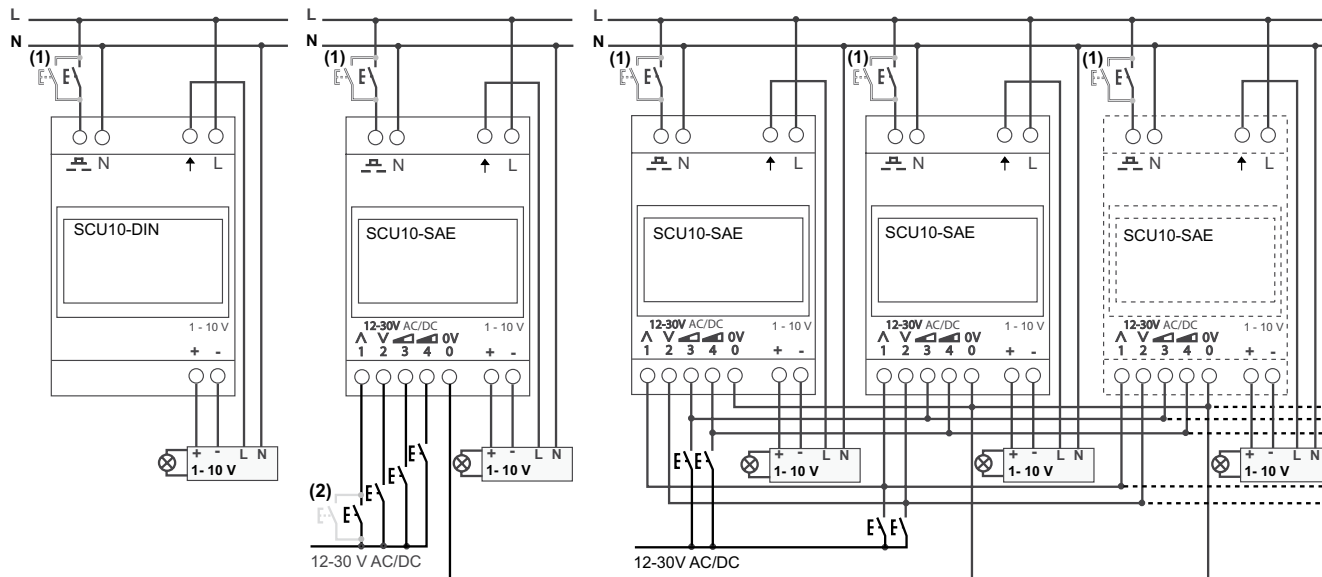 L
N
(1)
N
L
SCU10-DIN
1 - 10 V
+ -
+ - L N
1- 10 V
L
N
(1)
N
L
SCU10-SAE
12-30V AC/DC
1 - 10 V
0V
1 2 3 4 0
+ -
+ - L N
1- 10 V
(2)
12-30 V AC/DC
L
N
(1)
N
L
SCU10-SAE
12-30V AC/DC
1 - 10 V
0V
1 2 3 4 0
+ -
+ - L N
1- 10 V
(1)
N
L
SCU10-SAE
12-30V AC/DC
1 - 10 V
0V
1 2 3 4 0
+ -
+ - L N
1- 10 V
(1)
N
L
SCU10-SAE
12-30V AC/DC
1 - 10 V
0V
1 2 3 4 0
+ -
+ - L N
1- 10 V
12-30V AC/DC